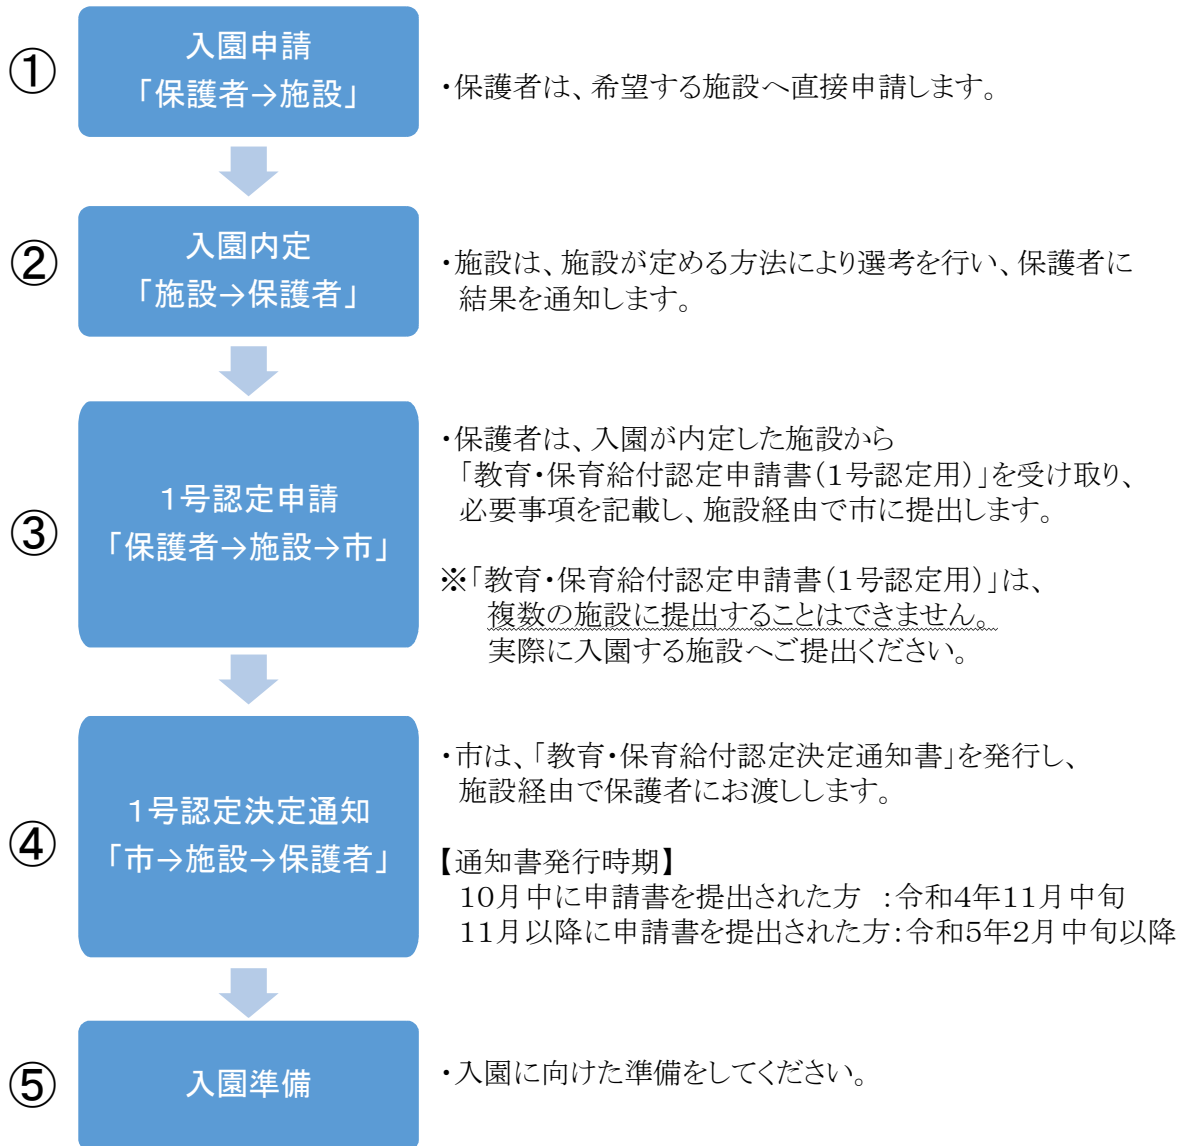 ①
入園申請
「保護者→施設」
・保護者は、希望する施設へ直接申請します。
②
入園内定
「施設→保護者」
・施設は、施設が定める方法により選考を行い、保護者に
結果を通知します。
③
1号認定申請
「保護者→施設→市」
・保護者は、入園が内定した施設から
「教育・保育給付認定申請書(1号認定用)」を受け取り、
必要事項を記載し、施設経由で市に提出します。
※「教育・保育給付認定申請書(1号認定用)」は、
複数の施設に提出することはできません。
実際に入園する施設へご提出ください。
④
1号認定決定通知
「市→施設→保護者」
・市は、「教育・保育給付認定決定通知書」を発行し、
施設経由で保護者にお渡しします。
【通知書発行時期】
10月中に申請書を提出された方 :令和4年11月中旬
11月以降に申請書を提出された方:令和5年2月中旬以降
⑤
入園準備
・入園に向けた準備をしてください。